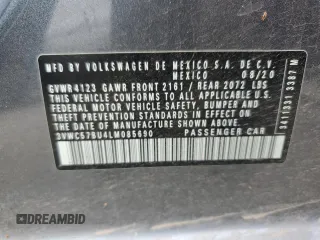 MFD BY VOLKSWAGEN DE MEXICO S.A. DE C.V.
MEXICO 08/20
GVWR 4123 GAWR FRONT 2161 / REAR 2072 LBS
THIS VEHICLE CONFORMS TO ALL APPLICABLE U.S.
FEDERAL MOTOR VEHICLE SAFETY, BUMPER AND
THEFT PREVENTION STANDARDS IN EFFECT ON THE
DATE OF MANUFACTURE SHOWN ABOVE
3VWC57BU4LM085690 PASSENGER CAR
3387 M
DREAMBID